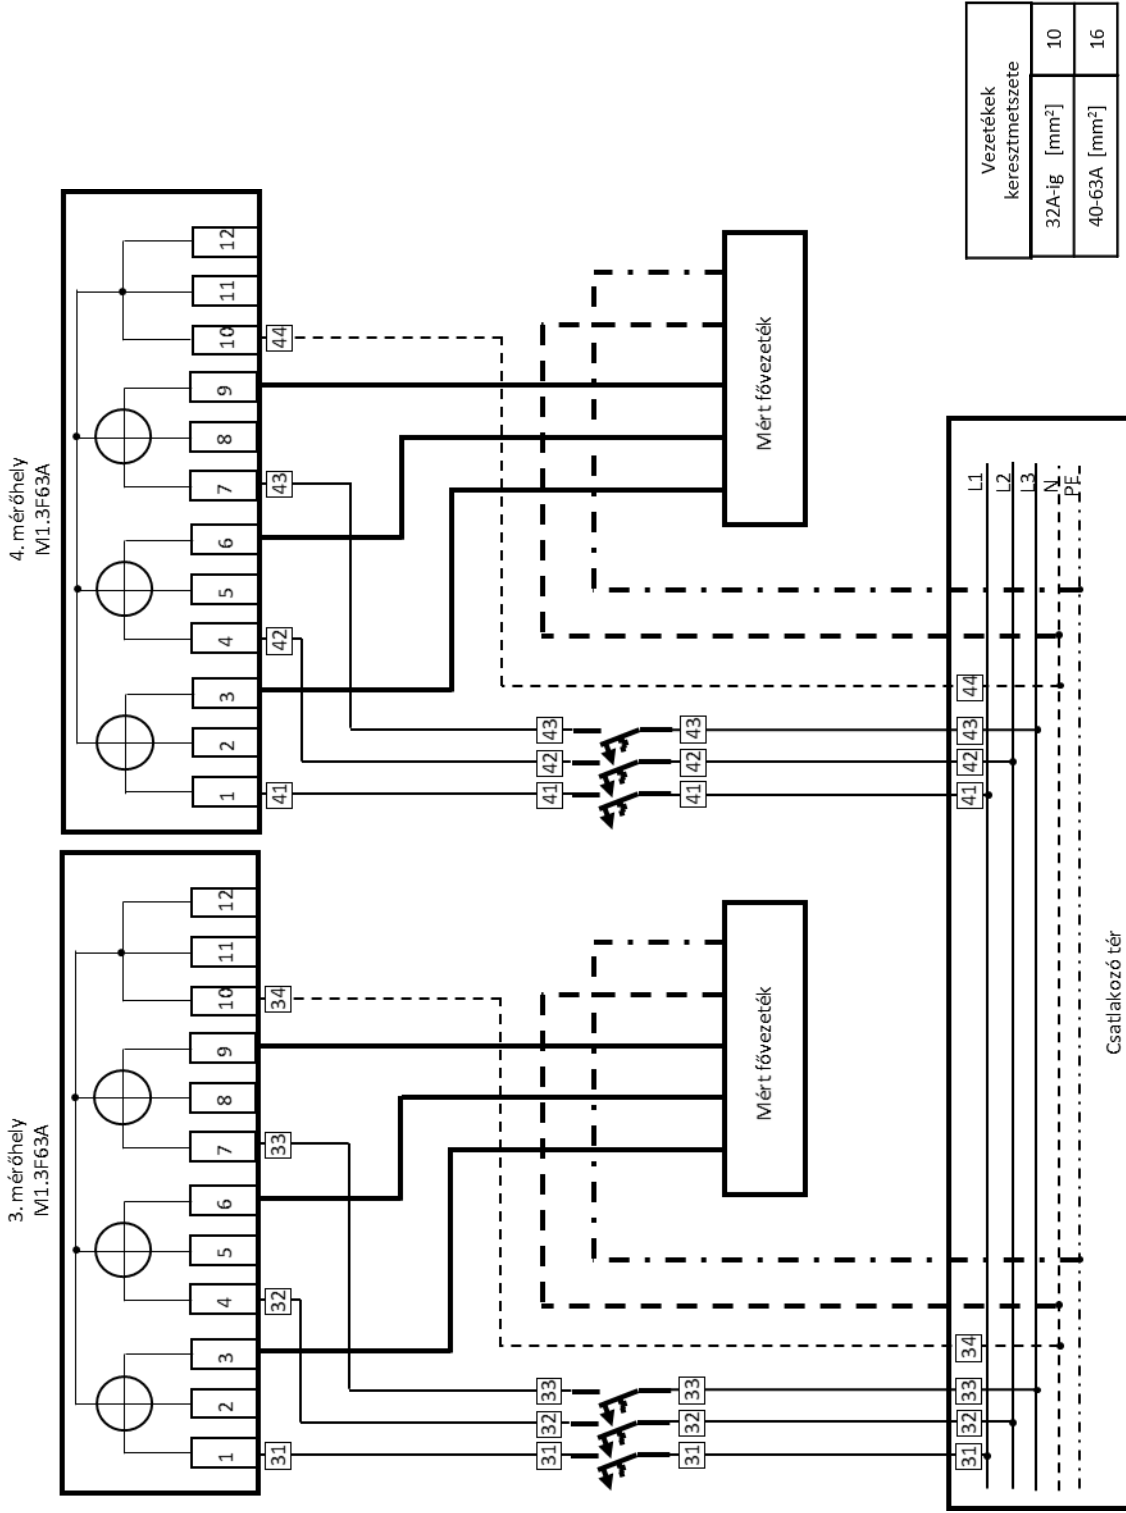 3. mérőhely
M1.3F63A
4. mérőhely
M1.3F63A
1 2 3 4 5 6 7 8 9 10 11 12
1 2 3 4 5 6 7 8 9 10 11 12
31 32 33 34
41 42 43 44
31 32 33
41 42 43
Mért fővezeték
Mért fővezeték
31 32 33
41 42 43
31 32 33 34
41 42 43 44
L1
L2
L3
N
PE
Csatlakozó tér
Vezetékek
keresztmetszete
32A-ig [mm²] 10
40-63A [mm²] 16